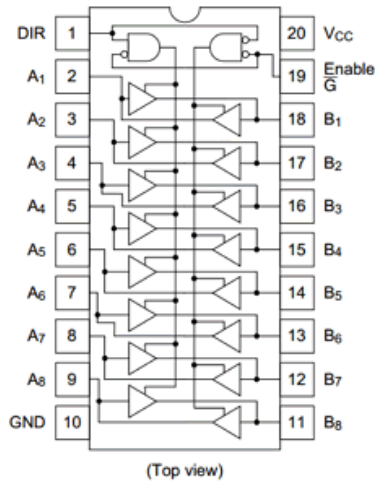 DIR 1 20 VCC
A1 2 19 Enable G
A2 3 18 B1
A3 4 17 B2
A4 5 16 B3
A5 6 15 B4
A6 7 14 B5
A7 8 13 B6
A8 9 12 B7
GND 10 11 B8
(Top view)